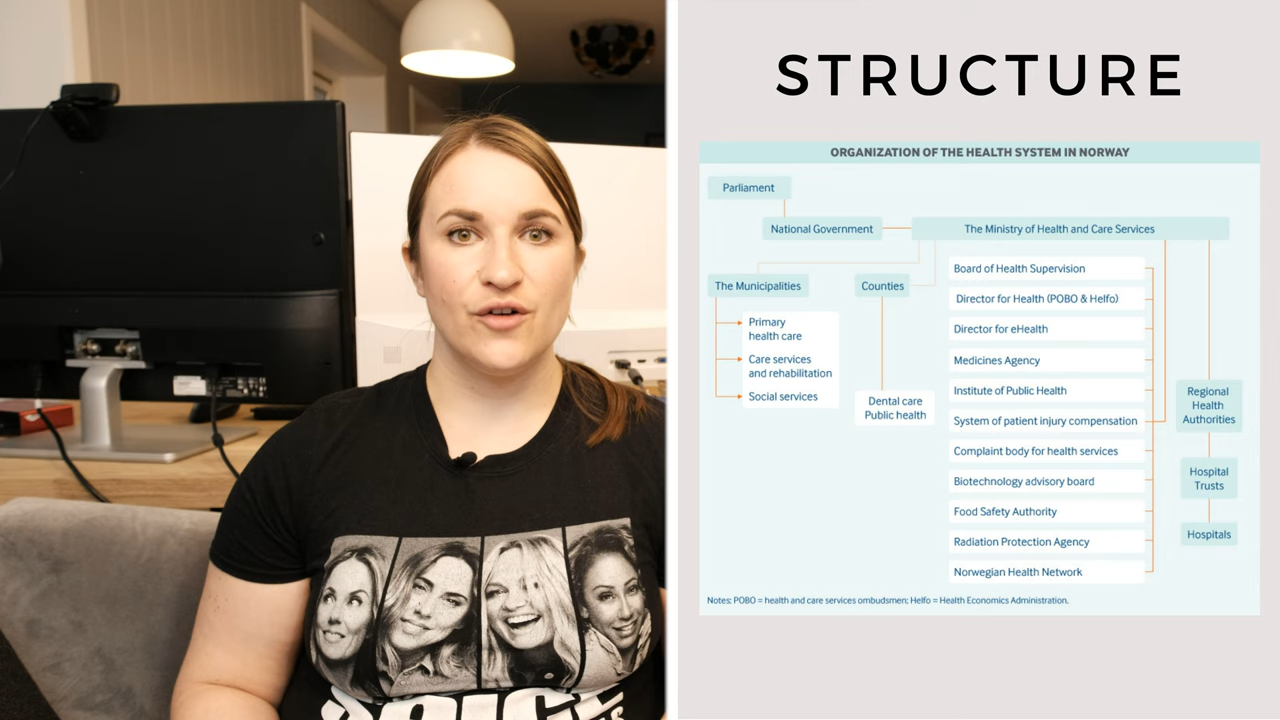 STRUCTURE
ORGANIZATION OF THE HEALTH SYSTEM IN NORWAY
Parliament
National Government
The Ministry of Health and Care Services
The Municipalities
Primary
health care
Care services
and rehabilitation
Social services
Counties
Dental care
Public health
Board of Health Supervision
Director for Health (POBO & Helfo)
Director for eHealth
Medicines Agency
Institute of Public Health
System of patient injury compensation
Complaint body for health services
Biotechnology advisory board
Food Safety Authority
Radiation Protection Agency
Norwegian Health Network
Regional
Health
Authorities
Hospital
Trusts
Hospitals
Notes: POBO = health and care services ombudsmen; Helfo = Health Economics Administration.
SPICE